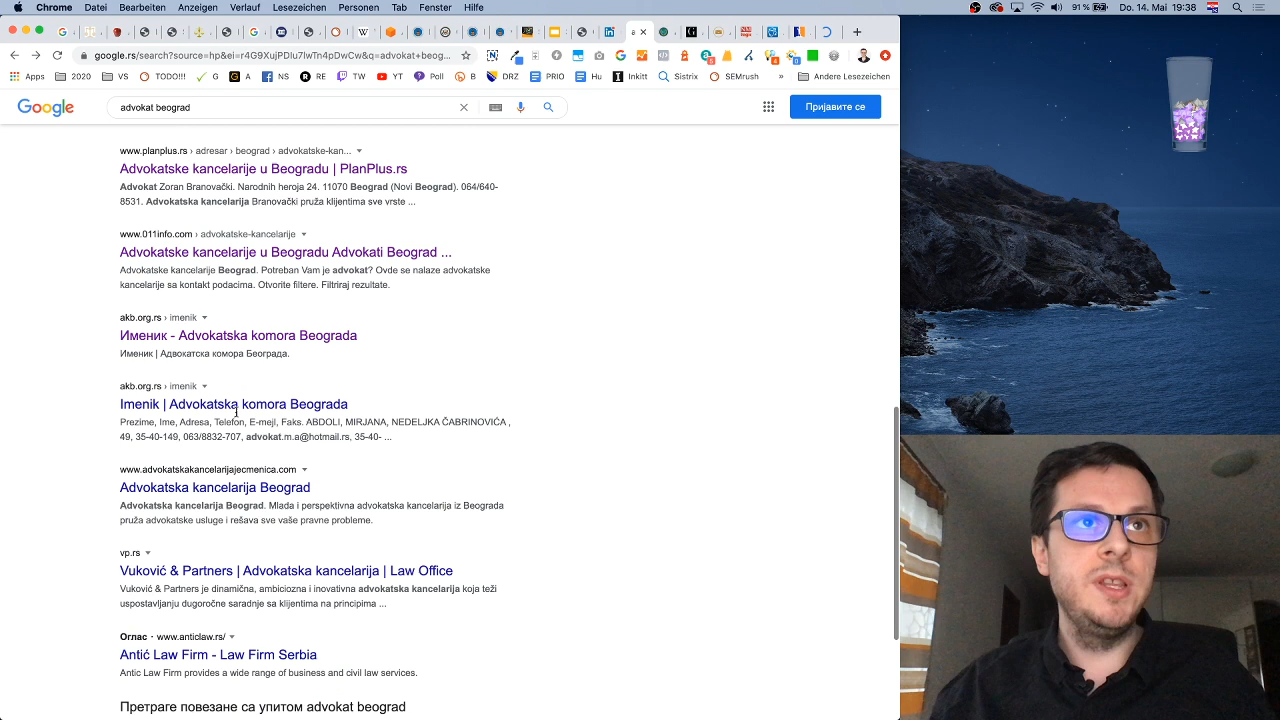 Chrome Datei Bearbeiten Anzeigen Verlauf Lesezeichen Personen Tab Fenster Hilfe
91 % Do. 14. Mai 19:38
google.rs/search?source=hp&ei=r4G9XujPDIu7lwTn4pDwCw&q=advokat+beog...
Apps 2020 VS TODO!!! G A NS RE TW YT Poll B DRZ PRIO Hu Inkitt Sistrix SEMrush » Andere Lesezeichen
Google advokat beograd Пријавите се
www.planplus.rs › adresar › beograd › advokatske-kan...
Advokatske kancelarije u Beogradu | PlanPlus.rs
Advokat Zoran Branovački. Narodnih heroja 24. 11070 Beograd (Novi Beograd). 064/640-
8531. Advokatska kancelarija Branovački pruža klijentima sve vrste ...
www.011info.com › advokatske-kancelarije
Advokatske kancelarije u Beogradu Advokati Beograd ...
Advokatske kancelarije Beograd. Potreban Vam je advokat? Ovde se nalaze advokatske
kancelarije sa kontakt podacima. Otvorite filtere. Filtriraj rezultate.
akb.org.rs › imenik
Именик - Advokatska komora Beograda
Именик | Адвокатска комора Београда.
akb.org.rs › imenik
Imenik | Advokatska komora Beograda
Prezime, Ime, Adresa, Telefon, E-mejl, Faks. ABDOLI, MIRJANA, NEDELJKA ČABRINOVIĆA ,
49, 35-40-149, 063/8832-707, advokat.m.a@hotmail.rs, 35-40- ...
www.advokatskakancelarijajecmenica.com
Advokatska kancelarija Beograd
Advokatska kancelarija Beograd. Mlada i perspektivna advokatska kancelarija iz Beograda
pruža advokatske usluge i rešava sve vaše pravne probleme.
vp.rs
Vuković & Partners | Advokatska kancelarija | Law Office
Vuković & Partners je dinamična, ambiciozna i inovativna advokatska kancelarija koja teži
uspostavljanju dugoročne saradnje sa klijentima na principima ...
Оглас · www.anticlaw.rs/
Antić Law Firm - Law Firm Serbia
Antic Law Firm provides a wide range of business and civil law services.
Претраге повезане са упитом advokat beograd